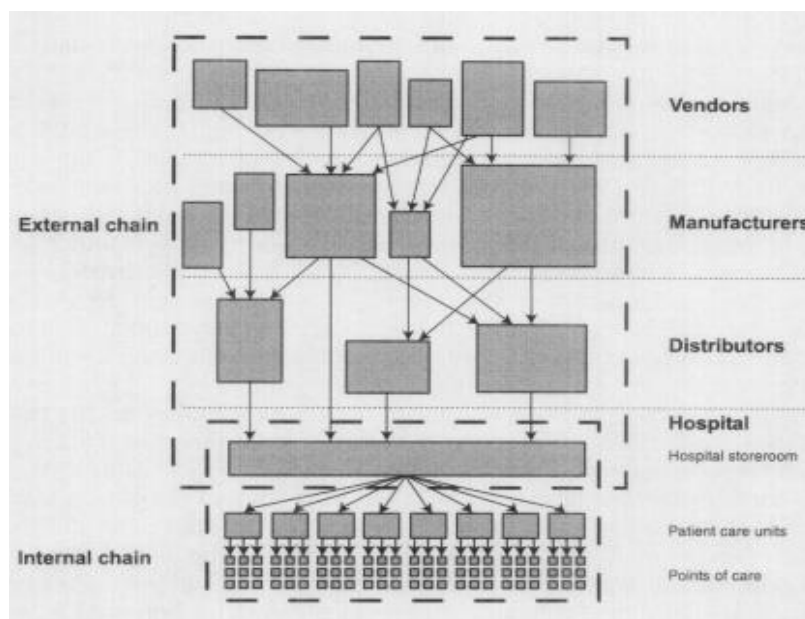 Vendors
External chain
Manufacturers
Distributors
Hospital
Hospital storeroom
Patient care units
Internal chain
Points of care